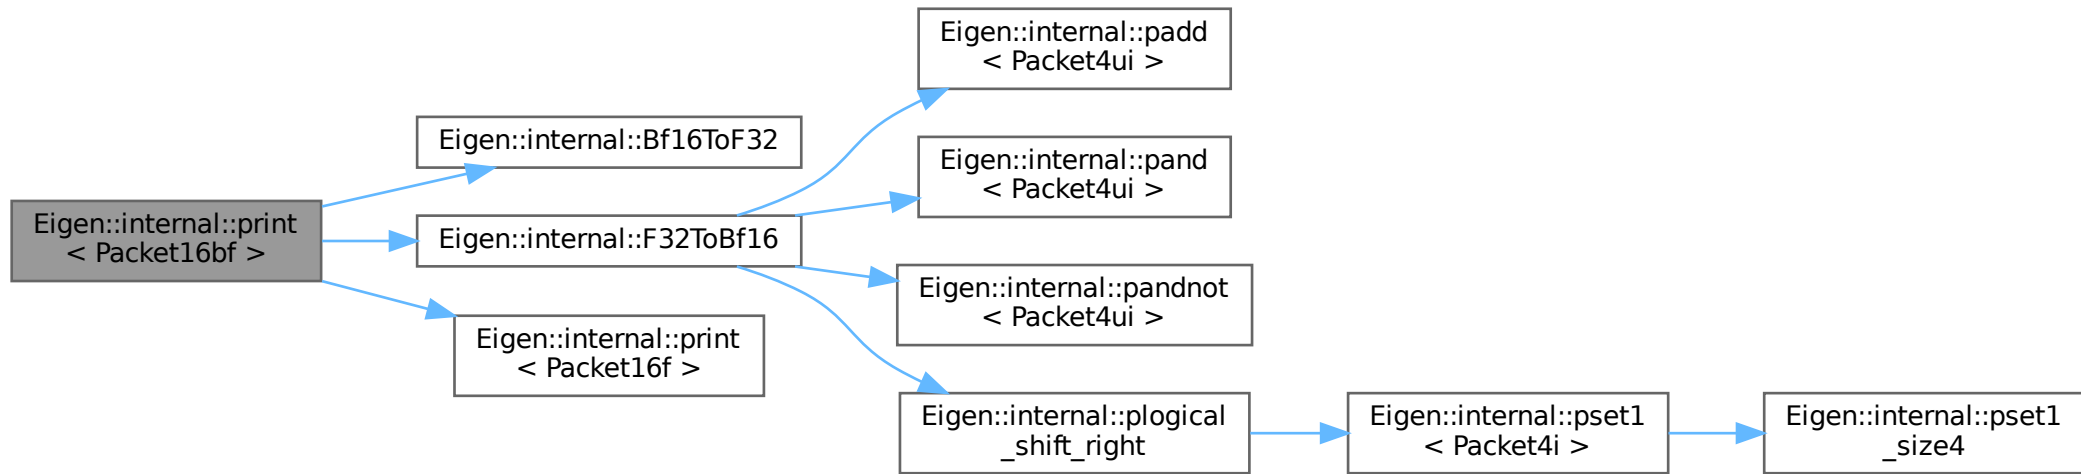 Eigen::internal::print
< Packet16bf >
Eigen::internal::Bf16ToF32
Eigen::internal::F32ToBf16
Eigen::internal::print
< Packet16f >
Eigen::internal::padd
< Packet4ui >
Eigen::internal::pand
< Packet4ui >
Eigen::internal::pandnot
< Packet4ui >
Eigen::internal::plogical
_shift_right
Eigen::internal::pset1
< Packet4i >
Eigen::internal::pset1
_size4